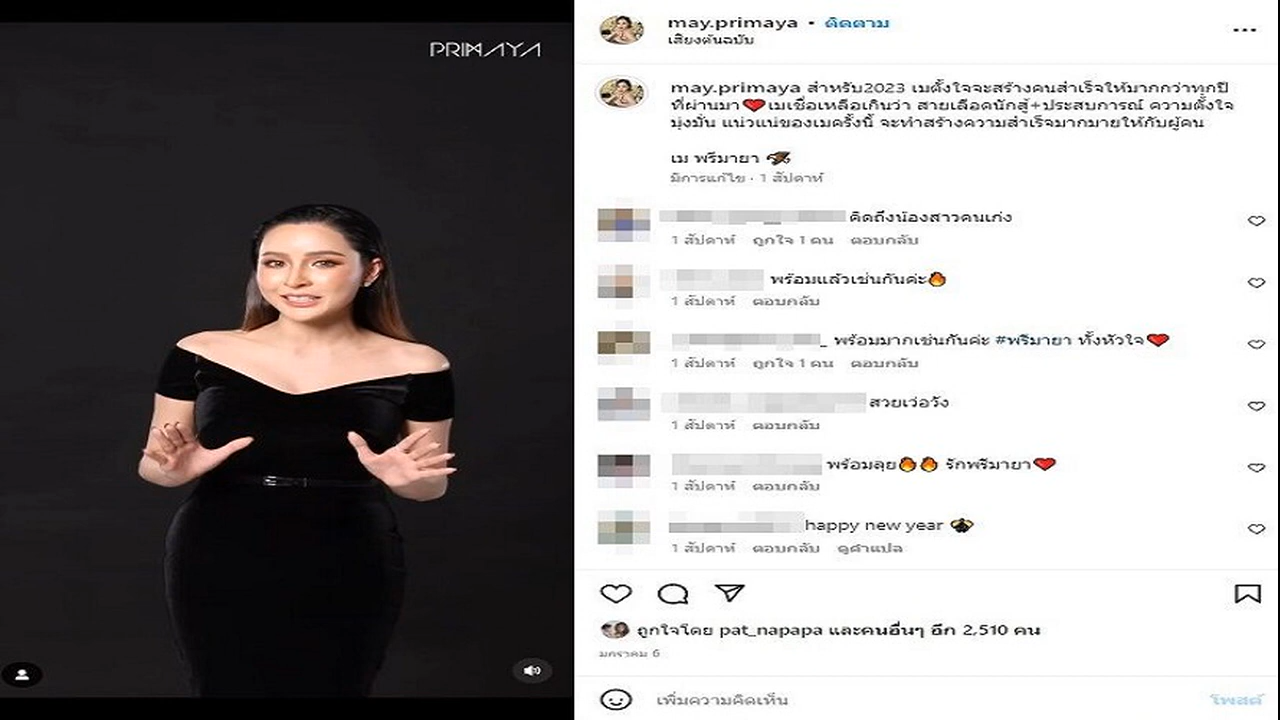 PRIMAYA
may.primaya • ติดตาม
เสียงต้นฉบับ
may.primaya สำหรับ2023 เมตั้งใจจะสร้างคนสำเร็จให้มากกว่าทุกปี
ที่ผ่านมา❤️เมเชื่อเหลือเกินว่า สายเลือดนักสู้+ประสบการณ์ ความตั้งใจ
มุ่งมั่น แน่วแน่ของเมครั้งนี้ จะทำสร้างความสำเร็จมากมายให้กับผู้คน
เม พรีมายา
มีการแก้ไข · 1 สัปดาห์
คิดถึงน้องสาวคนเก่ง
1 สัปดาห์ ถูกใจ 1 คน ตอบกลับ
พร้อมแล้วเช่นกันค่ะ🔥
1 สัปดาห์ ตอบกลับ
_ พร้อมมากเช่นกันค่ะ #พรีมายา ทั้งหัวใจ❤️
1 สัปดาห์ ถูกใจ 1 คน ตอบกลับ
สวยเว่อวัง
1 สัปดาห์ ตอบกลับ
พร้อมลุย🔥🔥 รักพรีมายา❤️
1 สัปดาห์ ตอบกลับ
happy new year
1 สัปดาห์ ตอบกลับ ดูคำแปล
ถูกใจโดย pat_napapa และคนอื่นๆ อีก 2,510 คน
มกราคม 6
เพิ่มความคิดเห็น
โพสต์